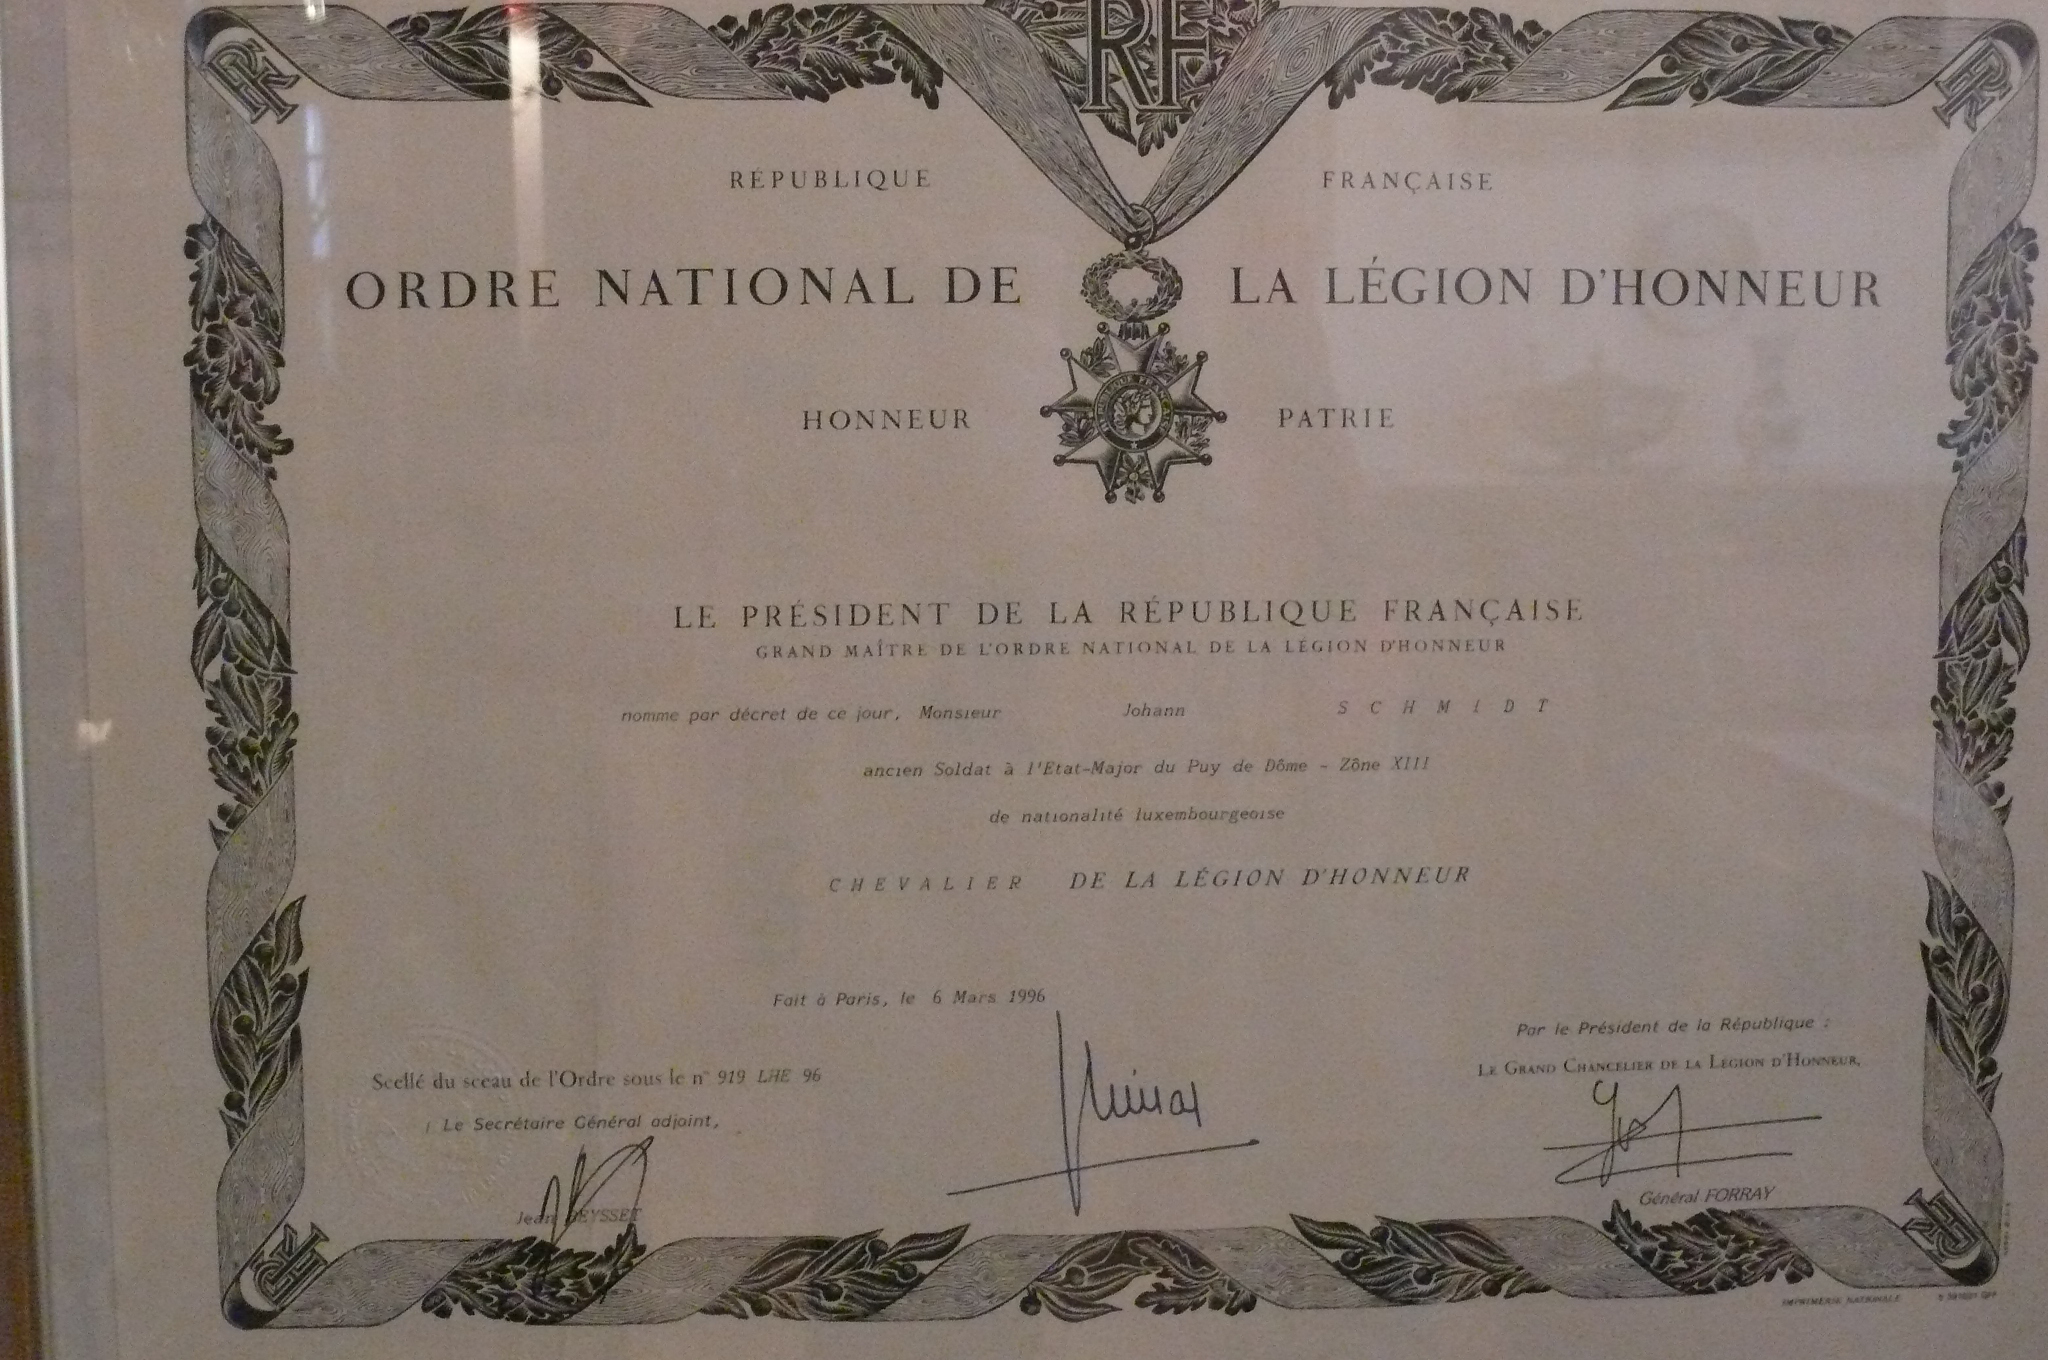 RF
RÉPUBLIQUE FRANÇAISE
ORDRE NATIONAL DE LA LÉGION D'HONNEUR
HONNEUR PATRIE
LE PRÉSIDENT DE LA RÉPUBLIQUE FRANÇAISE
GRAND MAÎTRE DE L'ORDRE NATIONAL DE LA LÉGION D'HONNEUR
nomme par décret de ce jour, Monsieur Johann SCHMIDT
ancien Soldat à l'Etat-Major du Puy de Dôme - Zône XIII
de nationalité luxembourgeoise
CHEVALIER DE LA LÉGION D'HONNEUR
Fait à Paris, le 6 Mars 1996
Par le Président de la République :
LE GRAND CHANCELIER DE LA LÉGION D'HONNEUR,
Scellé du sceau de l'Ordre sous le n° 919 LHE 96
Le Secrétaire Général adjoint,
Général FORRAY
Jean
IMPRIMERIE NATIONALE